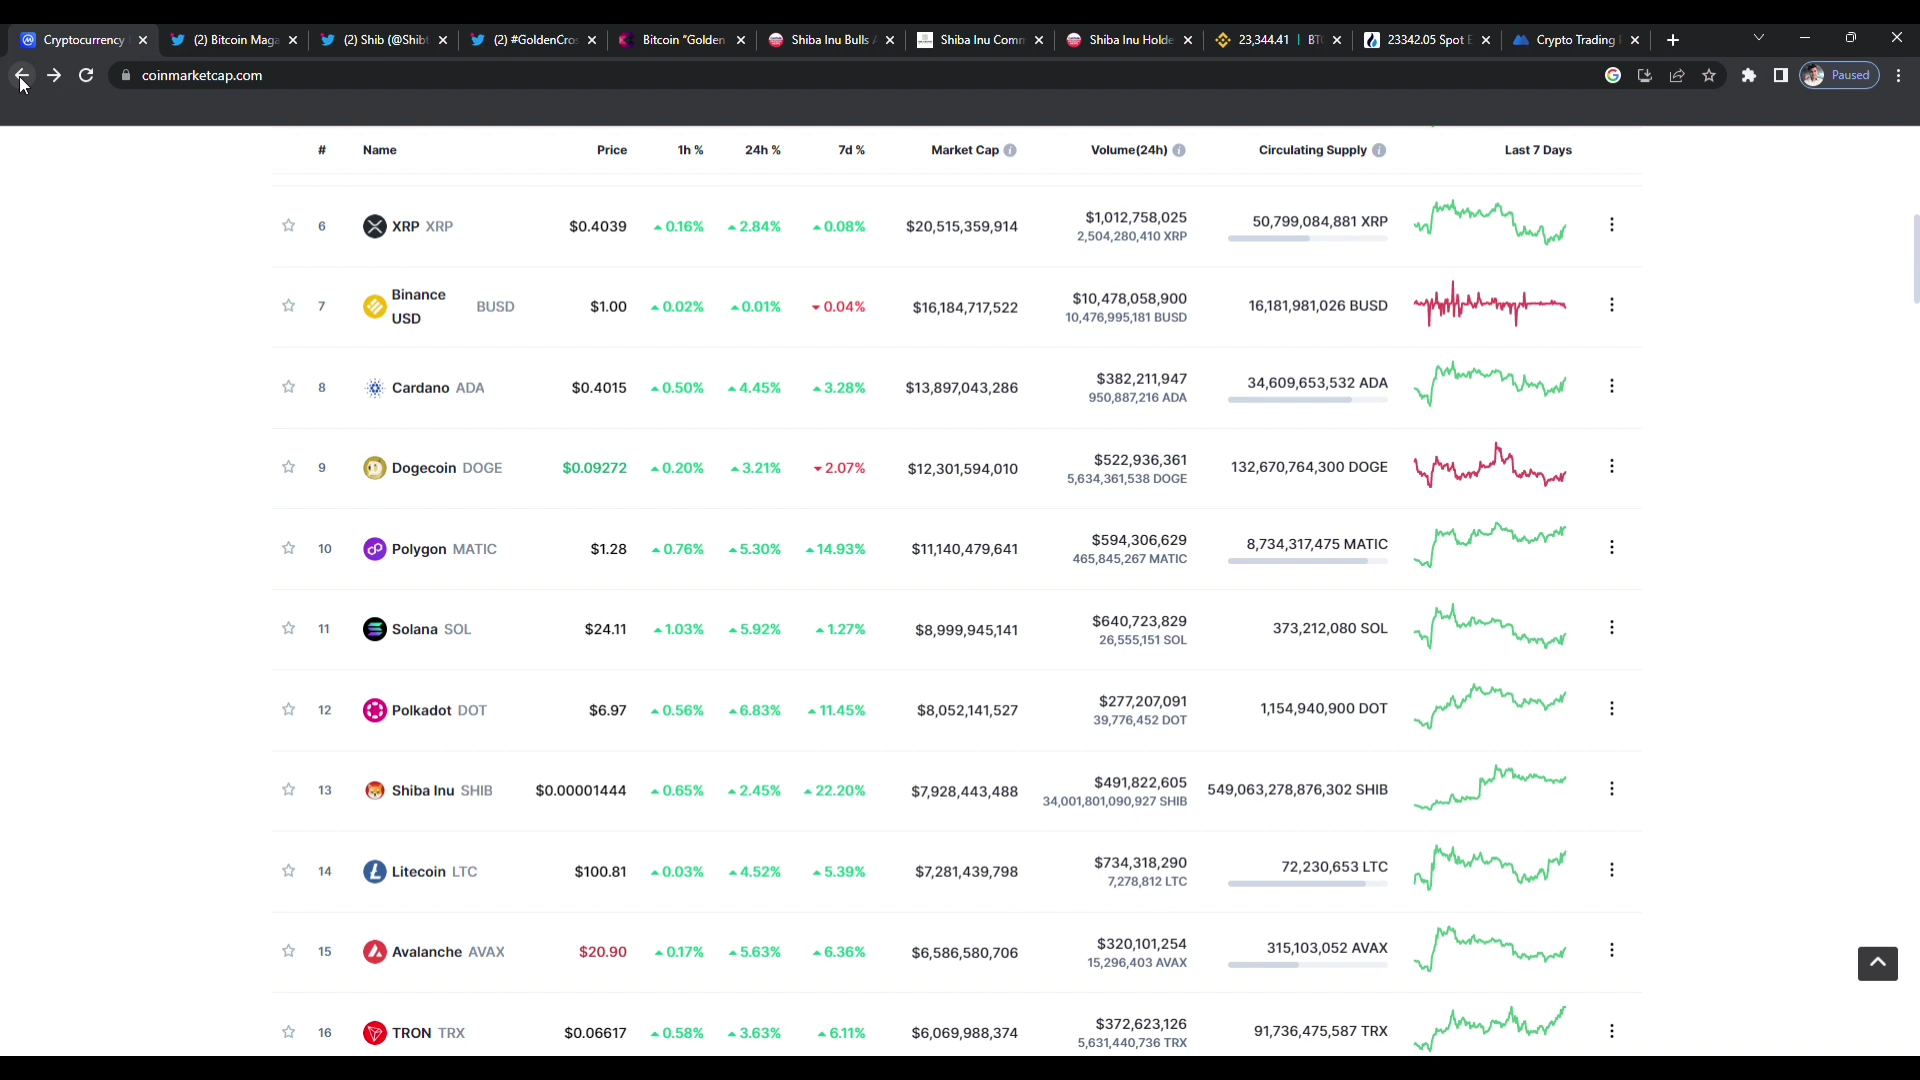 Cryptocurrency
(2) Bitcoin Maga
(2) Shib (@Shibt
(2) #GoldenCros
Bitcoin "Golden
Shiba Inu Bulls
Shiba Inu Comm
Shiba Inu Holde
23,344.41 | BT
23342.05 Spot E
Crypto Trading
coinmarketcap.com
Paused
# Name Price 1h % 24h % 7d % Market Cap Volume(24h) Circulating Supply Last 7 Days
6 XRP XRP $0.4039 0.16% 2.84% 0.08% $20,515,359,914 $1,012,758,025 50,799,084,881 XRP
2,504,280,410 XRP
7 Binance USD BUSD $1.00 0.02% 0.01% 0.04% $16,184,717,522 $10,478,058,900 16,181,981,026 BUSD
10,476,995,181 BUSD
8 Cardano ADA $0.4015 0.50% 4.45% 3.28% $13,897,043,286 $382,211,947 34,609,653,532 ADA
950,887,216 ADA
9 Dogecoin DOGE $0.09272 0.20% 3.21% 2.07% $12,301,594,010 $522,936,361 132,670,764,300 DOGE
5,634,361,538 DOGE
10 Polygon MATIC $1.28 0.76% 5.30% 14.93% $11,140,479,641 $594,306,629 8,734,317,475 MATIC
465,845,267 MATIC
11 Solana SOL $24.11 1.03% 5.92% 1.27% $8,999,945,141 $640,723,829 373,212,080 SOL
26,555,151 SOL
12 Polkadot DOT $6.97 0.56% 6.83% 11.45% $8,052,141,527 $277,207,091 1,154,940,900 DOT
39,776,452 DOT
13 Shiba Inu SHIB $0.00001444 0.65% 2.45% 22.20% $7,928,443,488 $491,822,605 549,063,278,876,302 SHIB
34,001,801,090,927 SHIB
14 Litecoin LTC $100.81 0.03% 4.52% 5.39% $7,281,439,798 $734,318,290 72,230,653 LTC
7,278,812 LTC
15 Avalanche AVAX $20.90 0.17% 5.63% 6.36% $6,586,580,706 $320,101,254 315,103,052 AVAX
15,296,403 AVAX
16 TRON TRX $0.06617 0.58% 3.63% 6.11% $6,069,988,374 $372,623,126 91,736,475,587 TRX
5,631,440,736 TRX